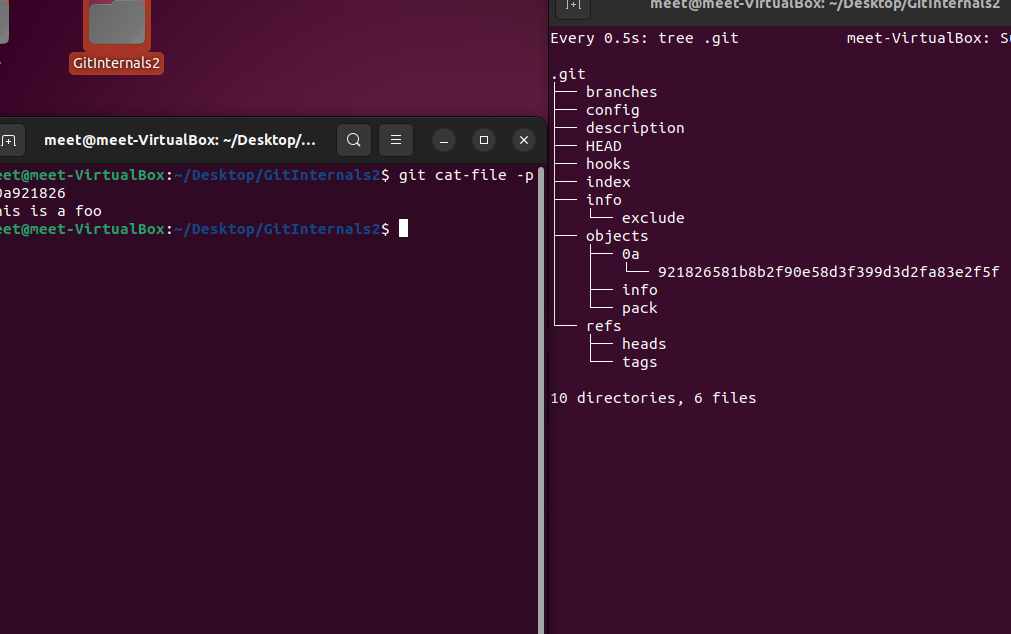 GitInternals2
meet@meet-VirtualBox: ~/Desktop/...
eet@meet-VirtualBox:~/Desktop/GitInternals2$ git cat-file -p
0a921826
his is a foo
eet@meet-VirtualBox:~/Desktop/GitInternals2$
meet@meet-VirtualBox: ~/Desktop/GitInternals2
Every 0.5s: tree .git meet-VirtualBox: S
.git
├── branches
├── config
├── description
├── HEAD
├── hooks
├── index
├── info
│   └── exclude
├── objects
│   ├── 0a
│   │   └── 921826581b8b2f90e58d3f399d3d2fa83e2f5f
│   ├── info
│   └── pack
└── refs
    ├── heads
    └── tags
10 directories, 6 files